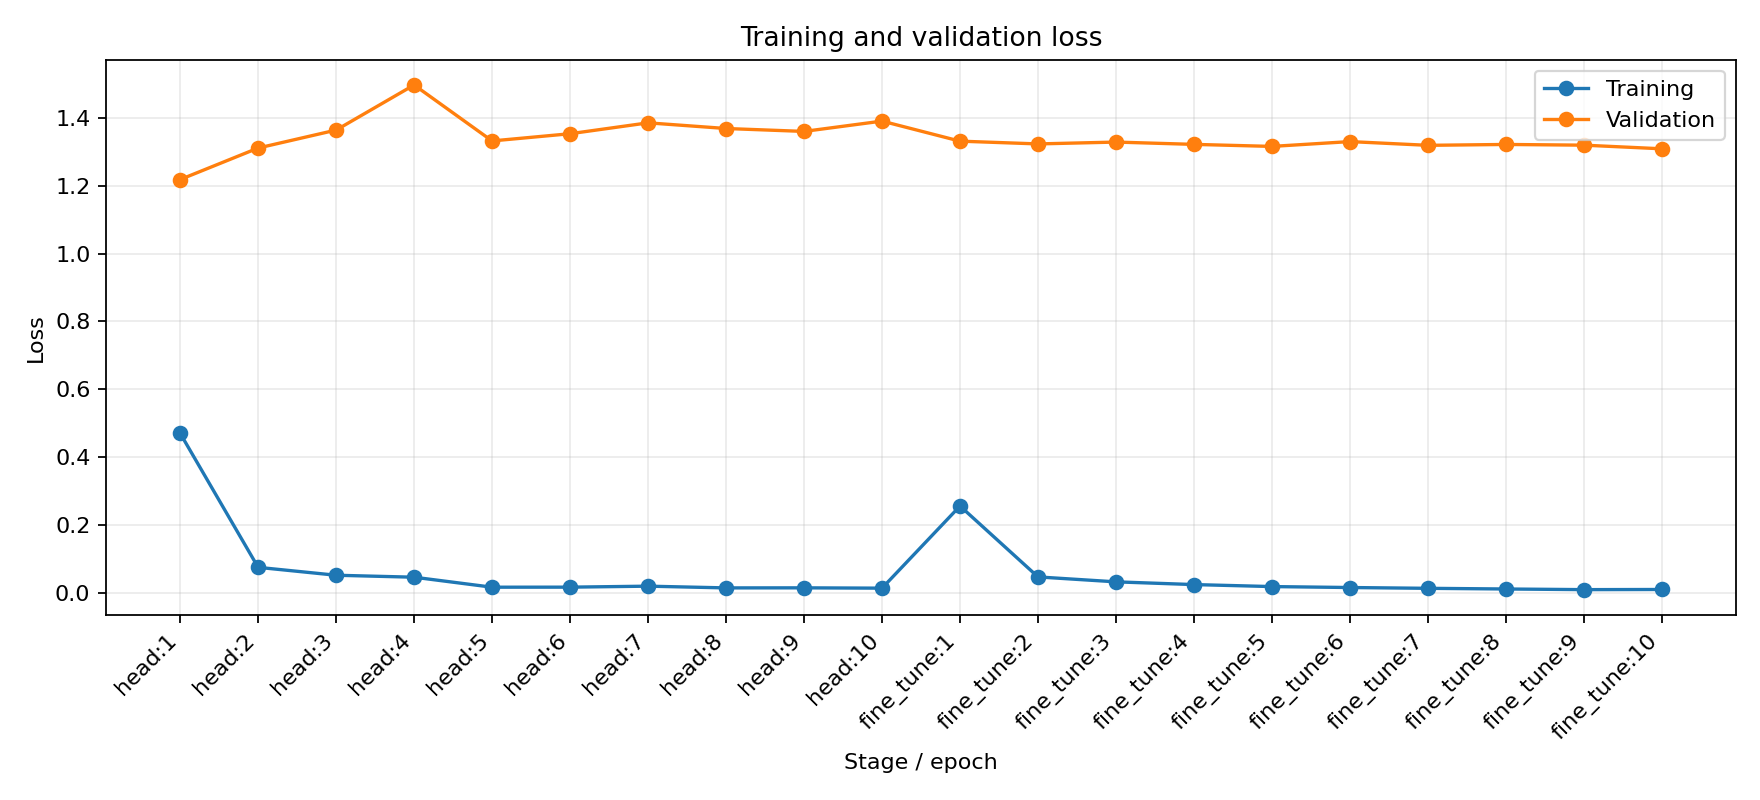 Training and validation loss
Training
Validation
Loss
1.4
1.2
1.0
0.8
0.6
0.4
0.2
0.0
head:1
head:2
head:3
head:4
head:5
head:6
head:7
head:8
head:9
head:10
fine_tune:1
fine_tune:2
fine_tune:3
fine_tune:4
fine_tune:5
fine_tune:6
fine_tune:7
fine_tune:8
fine_tune:9
fine_tune:10
Stage / epoch